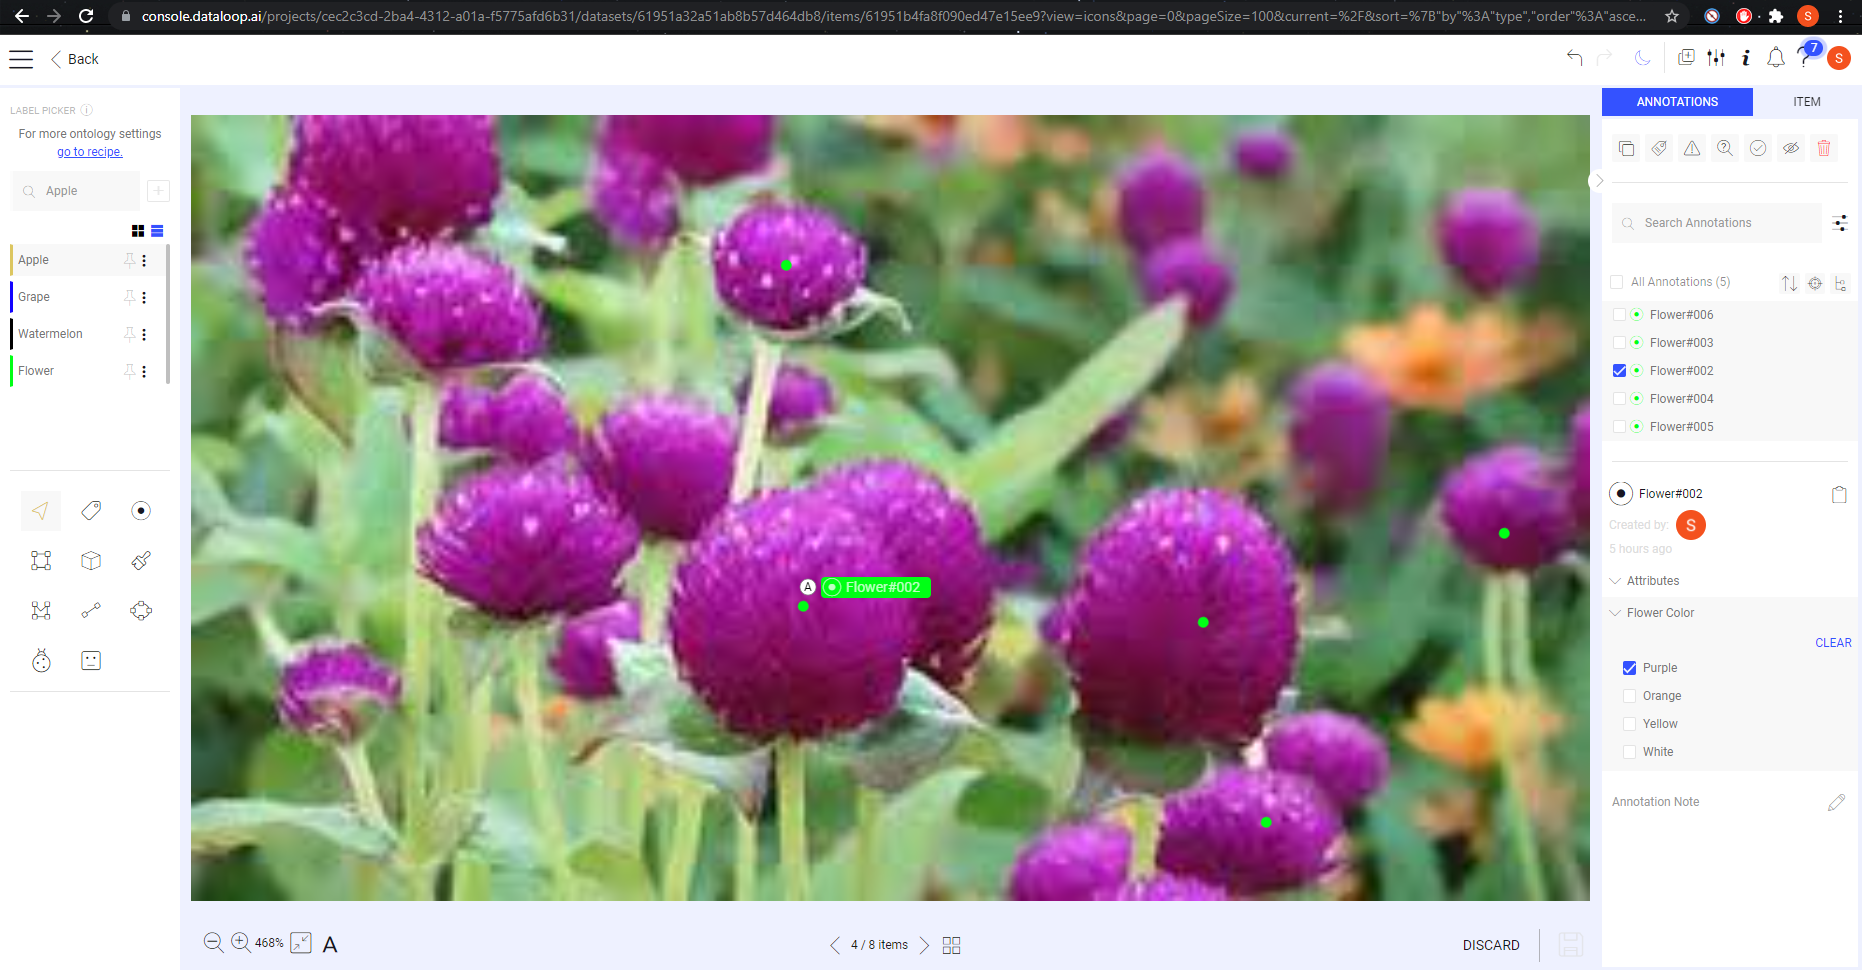 console.dataloop.ai/projects/cec2c3cd-2ba4-4312-a01a-f5775afd6b31/datasets/61951a32a51ab8b57d464db8/items/61951b4fa8f090ed47e15ee9?view=icons&page=0&pageSize=100&current=%2F&sort=%7B"by"%3A"type","order"%3A"asce...
S
Back
7
S
LABEL PICKER
For more ontology settings
go to recipe.
Apple
Apple
Grape
Watermelon
Flower
A
Flower#002
468%
A
4 / 8 items
DISCARD
ANNOTATIONS
ITEM
Search Annotations
All Annotations (5)
Flower#006
Flower#003
Flower#002
Flower#004
Flower#005
Flower#002
Created by:
S
5 hours ago
Attributes
Flower Color
CLEAR
Purple
Orange
Yellow
White
Annotation Note